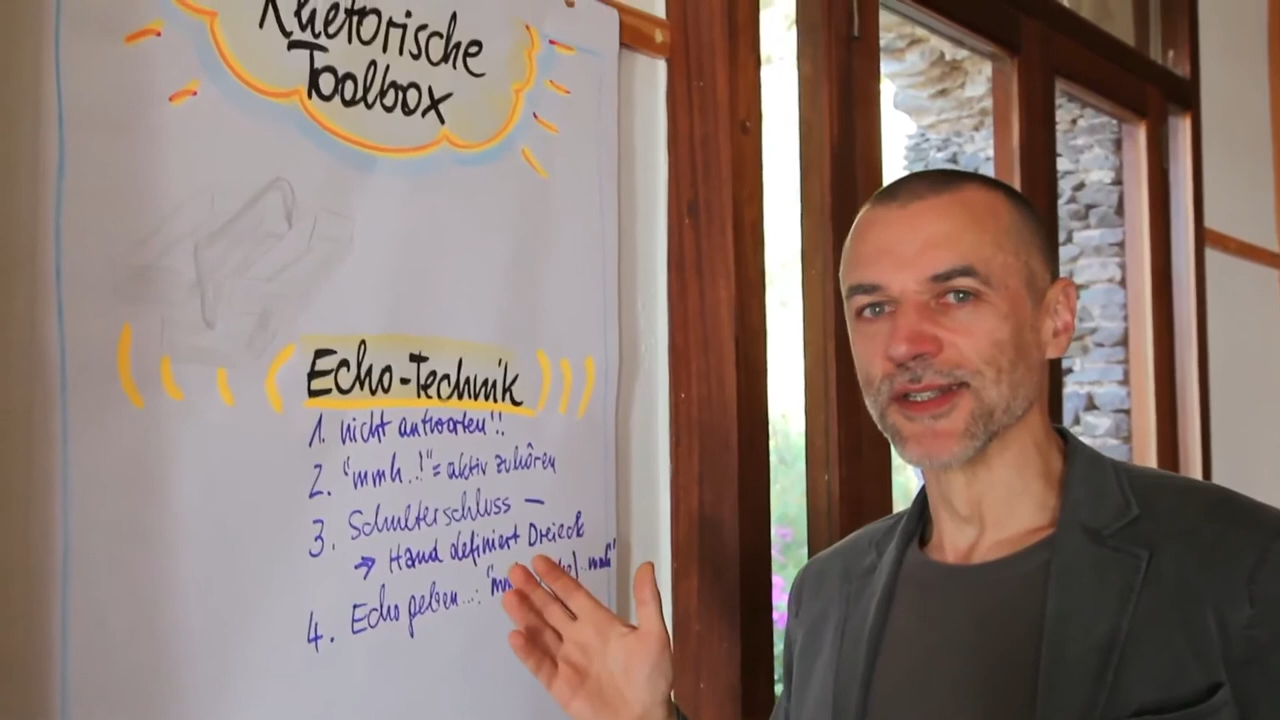 Rhetorische
Toolbox
Echo-Technik
1. nicht antworten!!
2. "mmh..!" = aktiv zuhören
3. Schulterschluss –
→ Hand definiert Dreieck
4. Echo geben...: